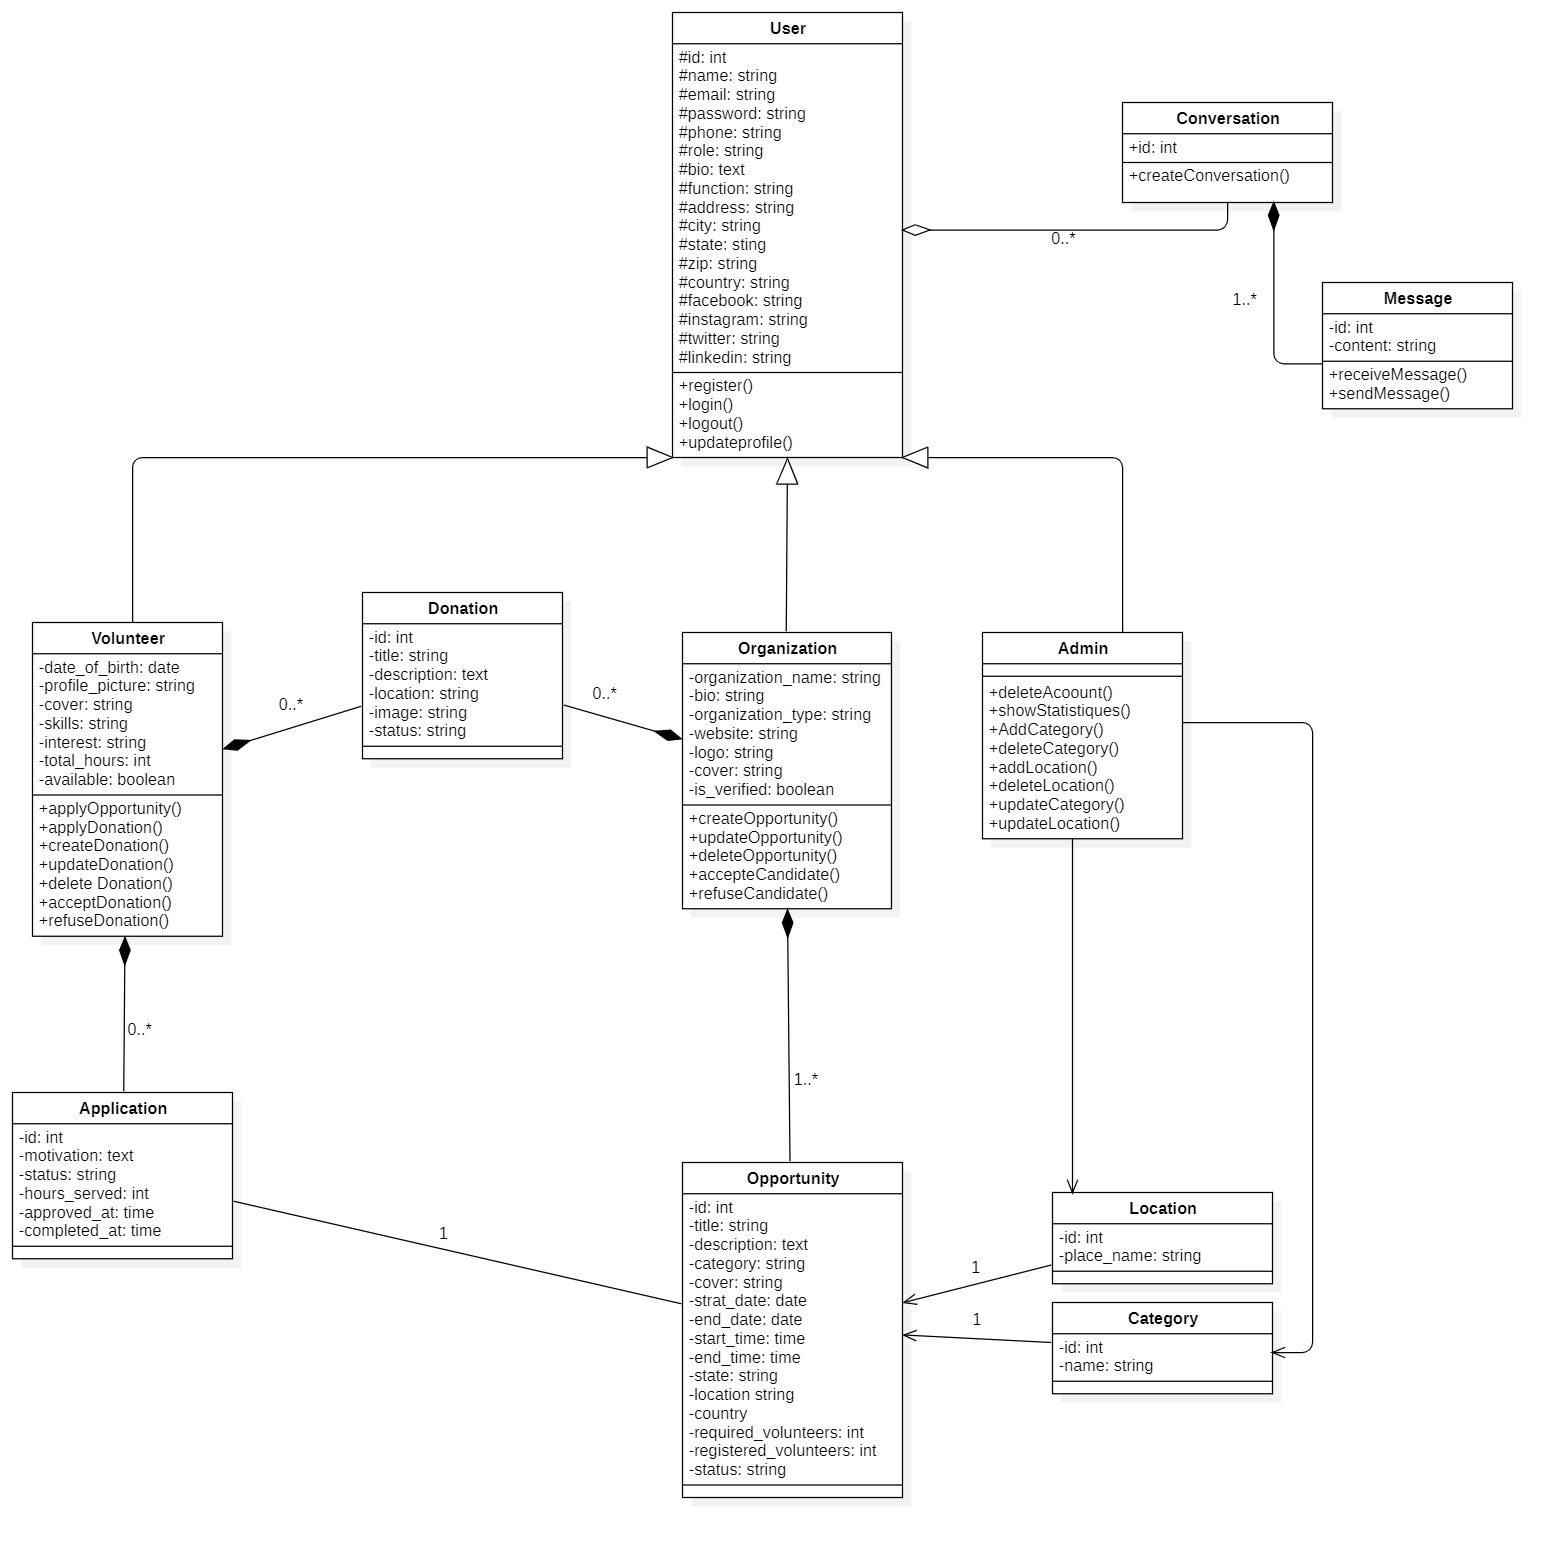 User
#id: int
#name: string
#email: string
#password: string
#phone: string
#role: string
#bio: text
#function: string
#address: string
#city: string
#state: sting
#zip: string
#country: string
#facebook: string
#instagram: string
#twitter: string
#linkedin: string
+register()
+login()
+logout()
+updateprofile()
Conversation
+id: int
+createConversation()
0..*
1..*
Message
-id: int
-content: string
+receiveMessage()
+sendMessage()
Volunteer
-date_of_birth: date
-profile_picture: string
-cover: string
-skills: string
-interest: string
-total_hours: int
-available: boolean
+applyOpportunity()
+applyDonation()
+createDonation()
+updateDonation()
+delete Donation()
+acceptDonation()
+refuseDonation()
0..*
Donation
-id: int
-title: string
-description: text
-location: string
-image: string
-status: string
0..*
Organization
-organization_name: string
-bio: string
-organization_type: string
-website: string
-logo: string
-cover: string
-is_verified: boolean
+createOpportunity()
+updateOpportunity()
+deleteOpportunity()
+accepteCandidate()
+refuseCandidate()
Admin
+deleteAcoount()
+showStatistiques()
+AddCategory()
+deleteCategory()
+addLocation()
+deleteLocation()
+updateCategory()
+updateLocation()
0..*
1..*
Application
-id: int
-motivation: text
-status: string
-hours_served: int
-approved_at: time
-completed_at: time
1
Opportunity
-id: int
-title: string
-description: text
-category: string
-cover: string
-strat_date: date
-end_date: date
-start_time: time
-end_time: time
-state: string
-location string
-country
-required_volunteers: int
-registered_volunteers: int
-status: string
1
1
Location
-id: int
-place_name: string
Category
-id: int
-name: string